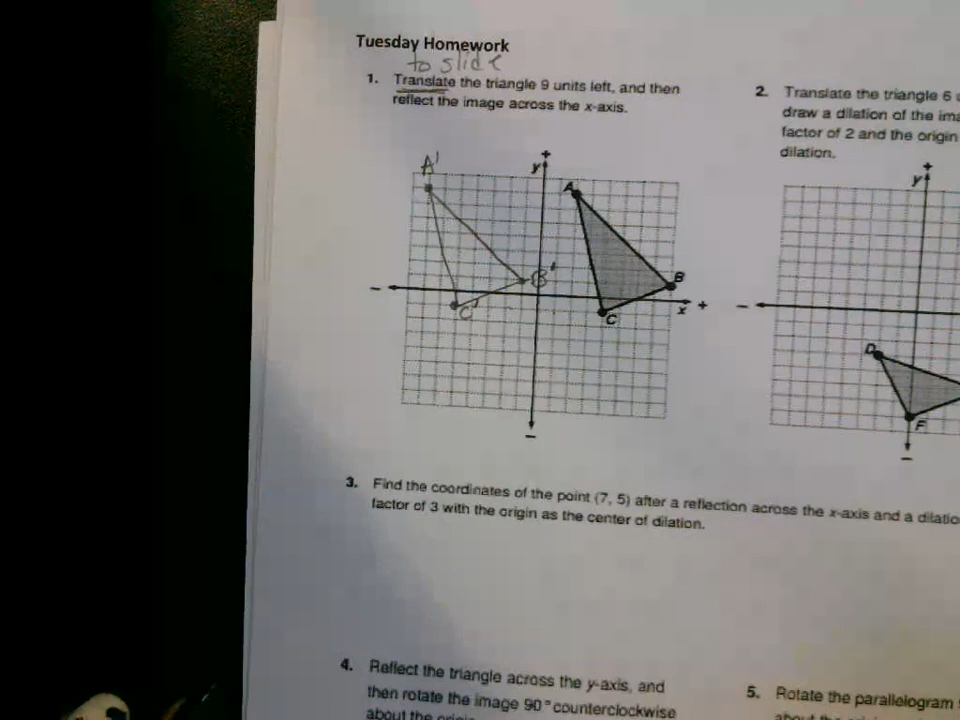 Tuesday Homework
to slide
1. Translate the triangle 9 units left, and then
reflect the image across the x-axis.
A'
B'
C'
y
+
A
B
C
x
+
−
−
2. Translate the triangle 6
draw a dilation of the
factor of 2 and the origin
dilation.
+
y
−
D
F
−
3. Find the coordinates of the point (7, 5) after a reflection across the x-axis and a
factor of 3 with the origin as the center of dilation.
4. Reflect the triangle across the y-axis, and
then rotate the image 90° counterclockwise
about the
5. Rotate the parallelogram
about